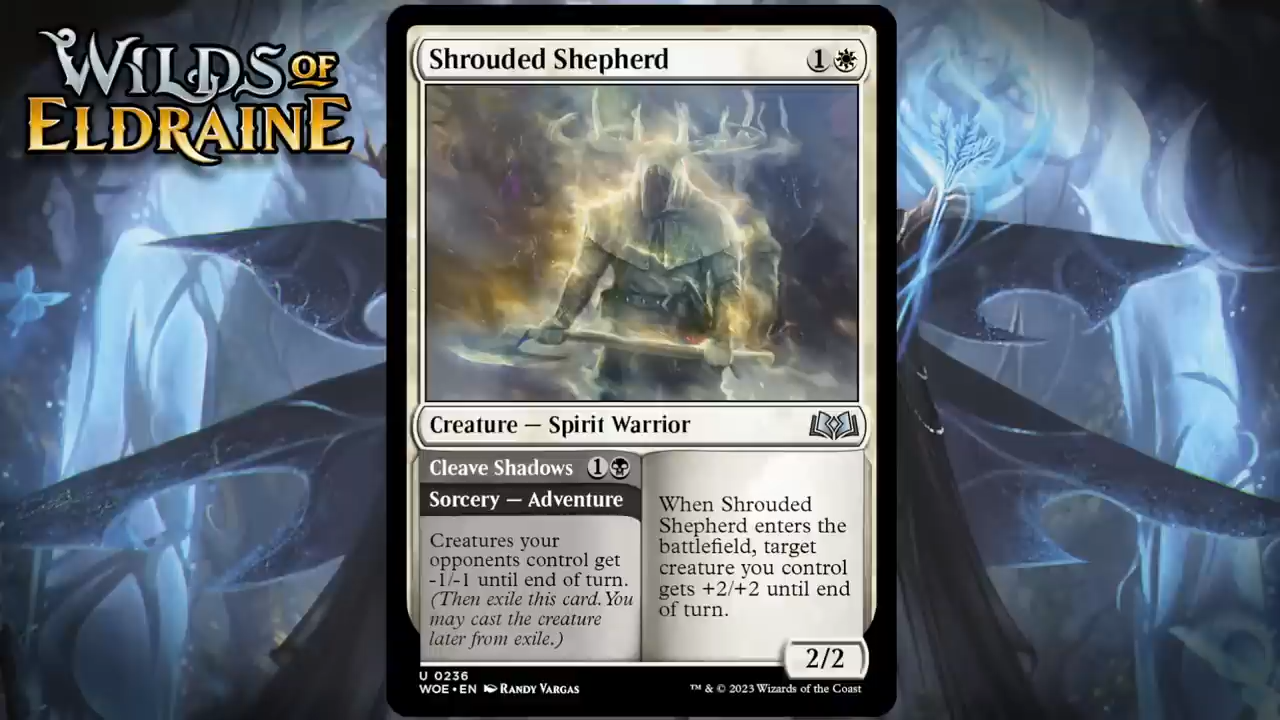 WILDS OF
ELDRAINE
Shrouded Shepherd 1
Creature — Spirit Warrior
Cleave Shadows 1
Sorcery — Adventure
Creatures your
opponents control get
-1/-1 until end of turn.
(Then exile this card. You
may cast the creature
later from exile.)
When Shrouded
Shepherd enters the
battlefield, target
creature you control
gets +2/+2 until end
of turn.
2/2
U 0236
WOE • EN RANDY VARGAS
™ & © 2023 Wizards of the Coast